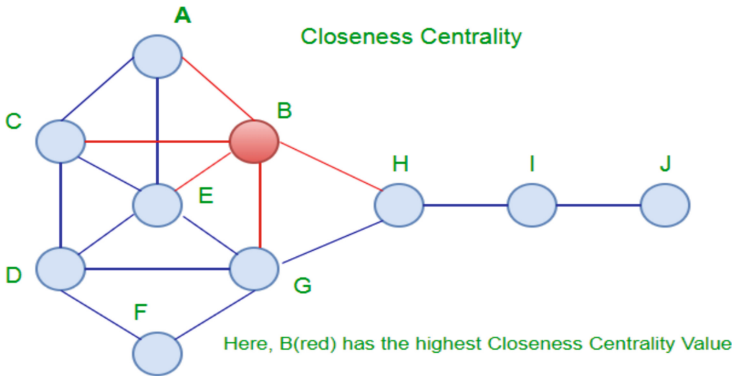 A
Closeness Centrality
B
C
H
I
J
E
D
G
F
Here, B(red) has the highest Closeness Centrality Value